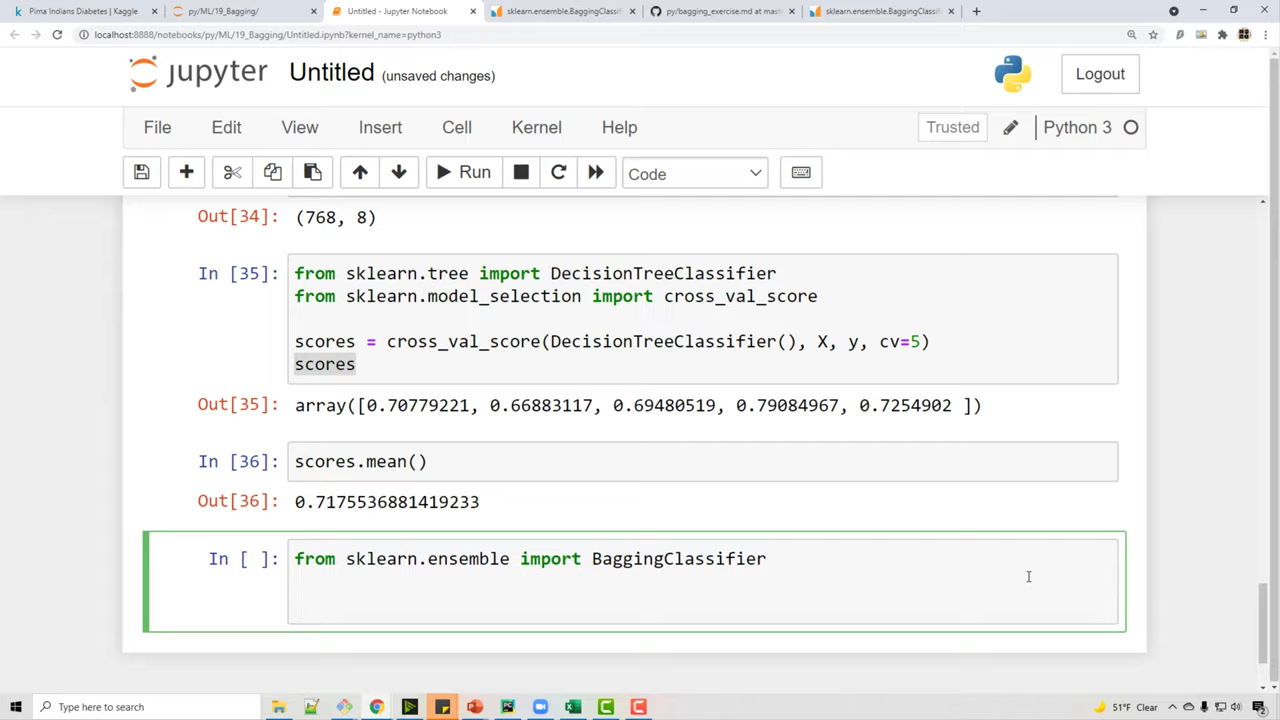 Pima Indians Diabetes | Kaggle
py/ML/19_Bagging/
Untitled - Jupyter Notebook
sklearn.ensemble.BaggingClassif
py/bagging_exercise.md at mast
sklearn.ensemble.BaggingClassif
localhost:8888/notebooks/py/ML/19_Bagging/Untitled.ipynb?kernel_name=python3
jupyter Untitled (unsaved changes)
Logout
File Edit View Insert Cell Kernel Help
Trusted
Python 3
Run
Code
Out[34]: (768, 8)
In [35]: from sklearn.tree import DecisionTreeClassifier
from sklearn.model_selection import cross_val_score
scores = cross_val_score(DecisionTreeClassifier(), X, y, cv=5)
scores
Out[35]: array([0.70779221, 0.66883117, 0.69480519, 0.79084967, 0.7254902 ])
In [36]: scores.mean()
Out[36]: 0.7175536881419233
In [ ]: from sklearn.ensemble import BaggingClassifier
Type here to search
51°F Clear